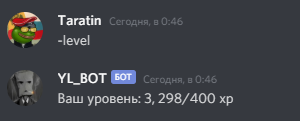 Taratin Сегодня, в 0:46
-level
YL_BOT БОТ Сегодня, в 0:46
Ваш уровень: 3, 298/400 xp